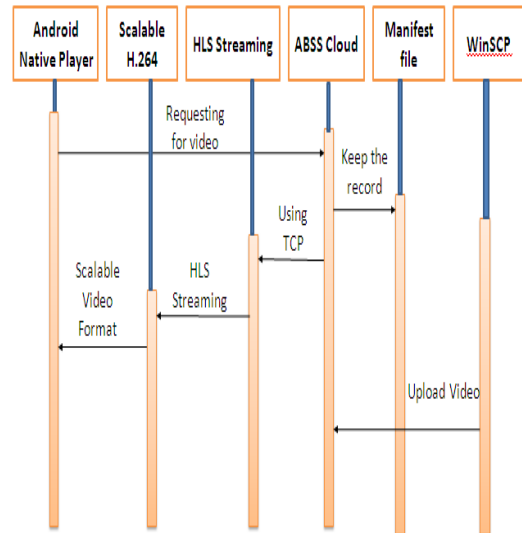 Android
Native Player
Scalable
H.264
HLS Streaming
ABSS Cloud
Manifest
file
WinSCP
Requesting
for video
Keep the
record
Using
TCP
HLS
Streaming
Scalable
Video
Format
Upload Video